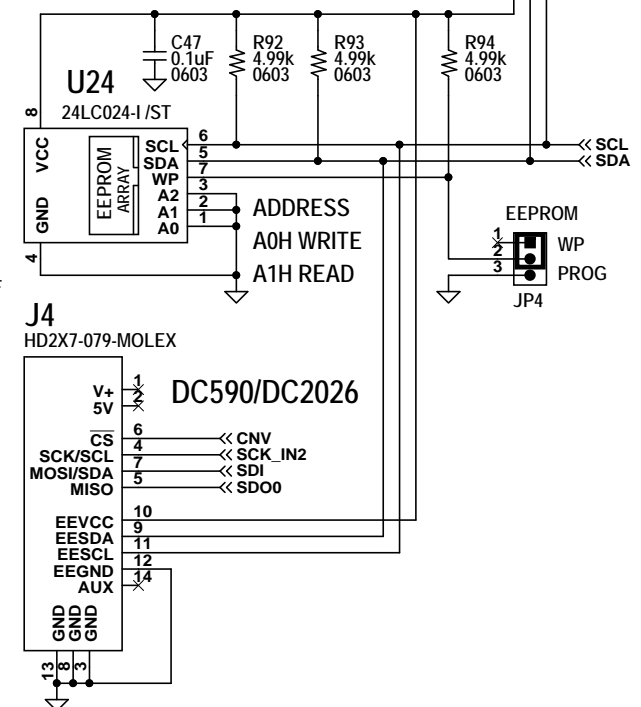 C47
0.1uF
0603
R92
4.99k
0603
R93
4.99k
0603
R94
4.99k
0603
U24
24LC024-I /ST
8
VCC
GND
4
EEPROM
ARRAY
SCL 6
SDA 5
WP 7
A2 3
A1 2
A0 1
SCL
SDA
ADDRESS
A0H WRITE
A1H READ
EEPROM
1
2
3
WP
PROG
JP4
J4
HD2X7-079-MOLEX
DC590/DC2026
V+ 1
5V 2
CS 6 CNV
SCK/SCL 4 SCK_IN2
MOSI/SDA 7 SDI
MISO 5 SDO0
EEVCC 10
EESDA 9
EESCL 11
EEGND 12
AUX 14
GND
GND
GND
13
8
3